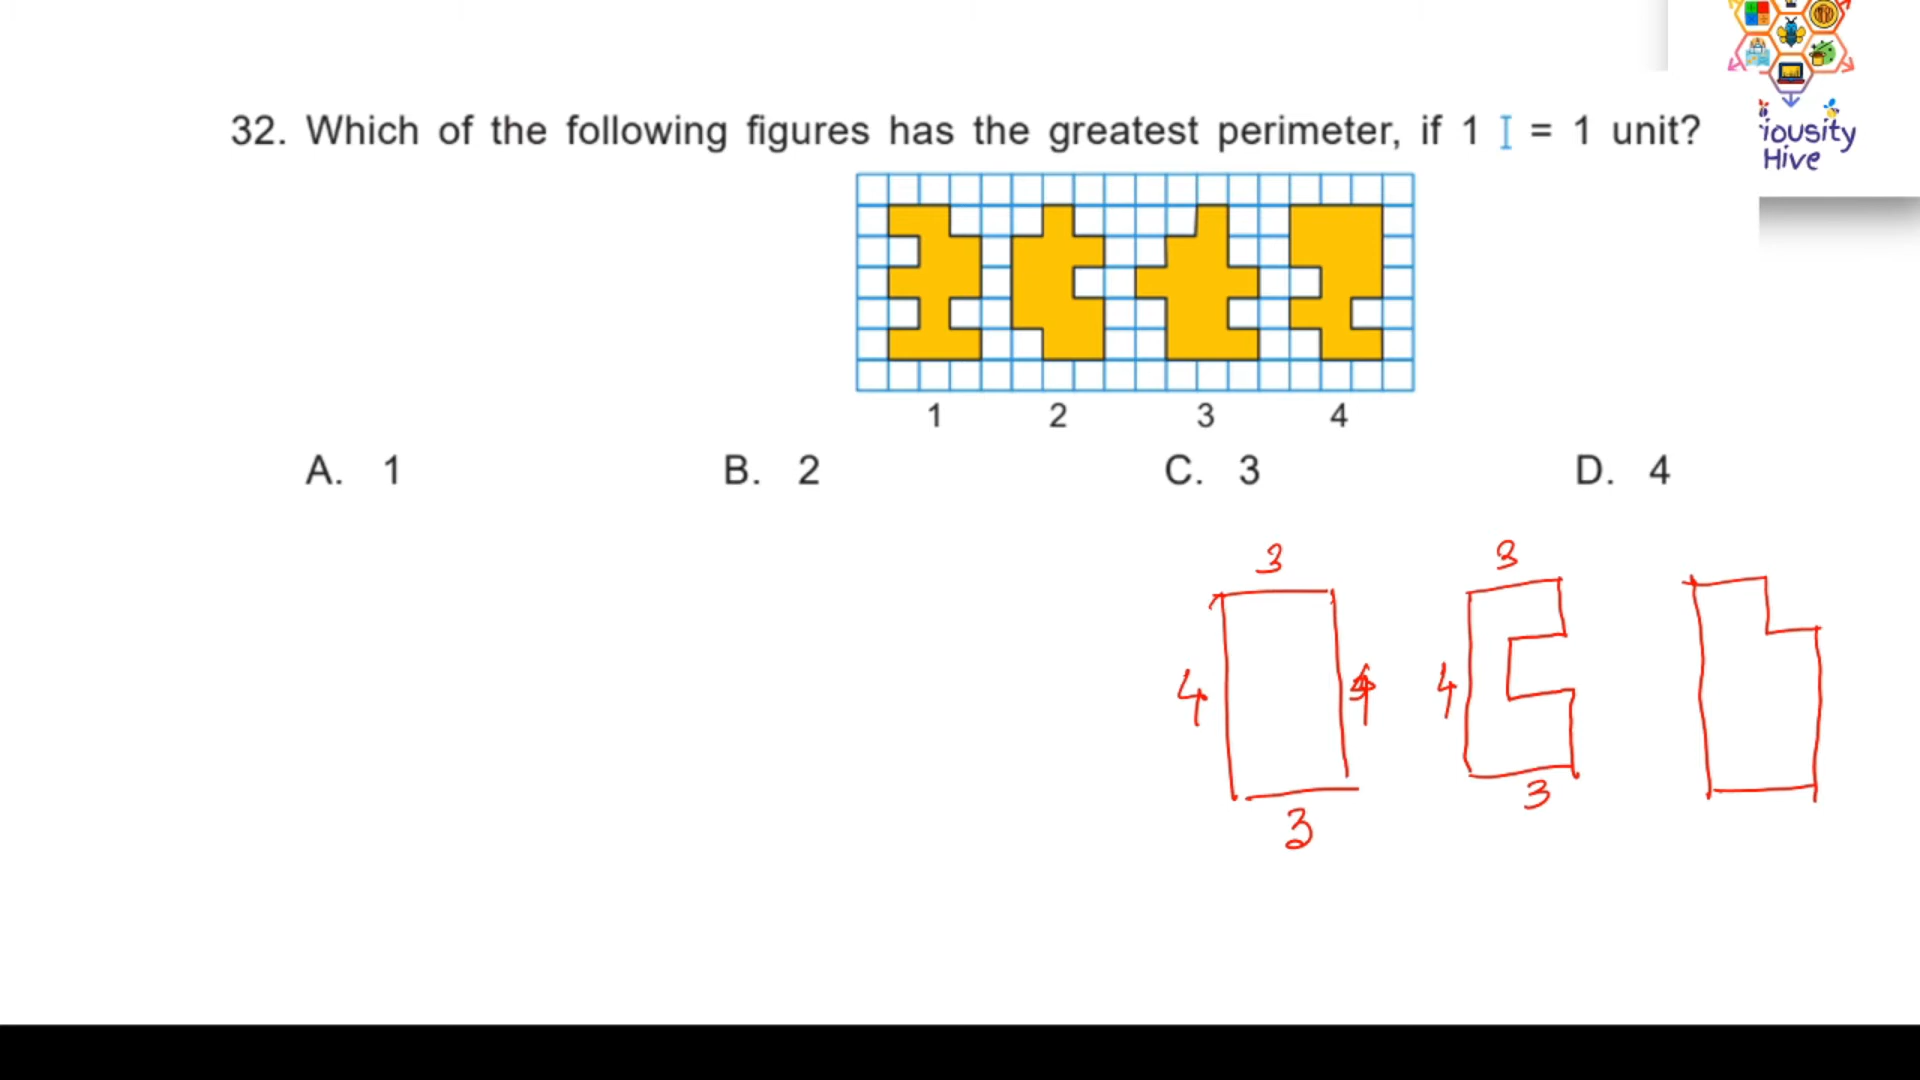 32. Which of the following figures has the greatest perimeter, if 1 I = 1 unit?
iousity
Hive
1 2 3 4
A. 1 B. 2 C. 3 D. 4
3 3
4 4
3 3